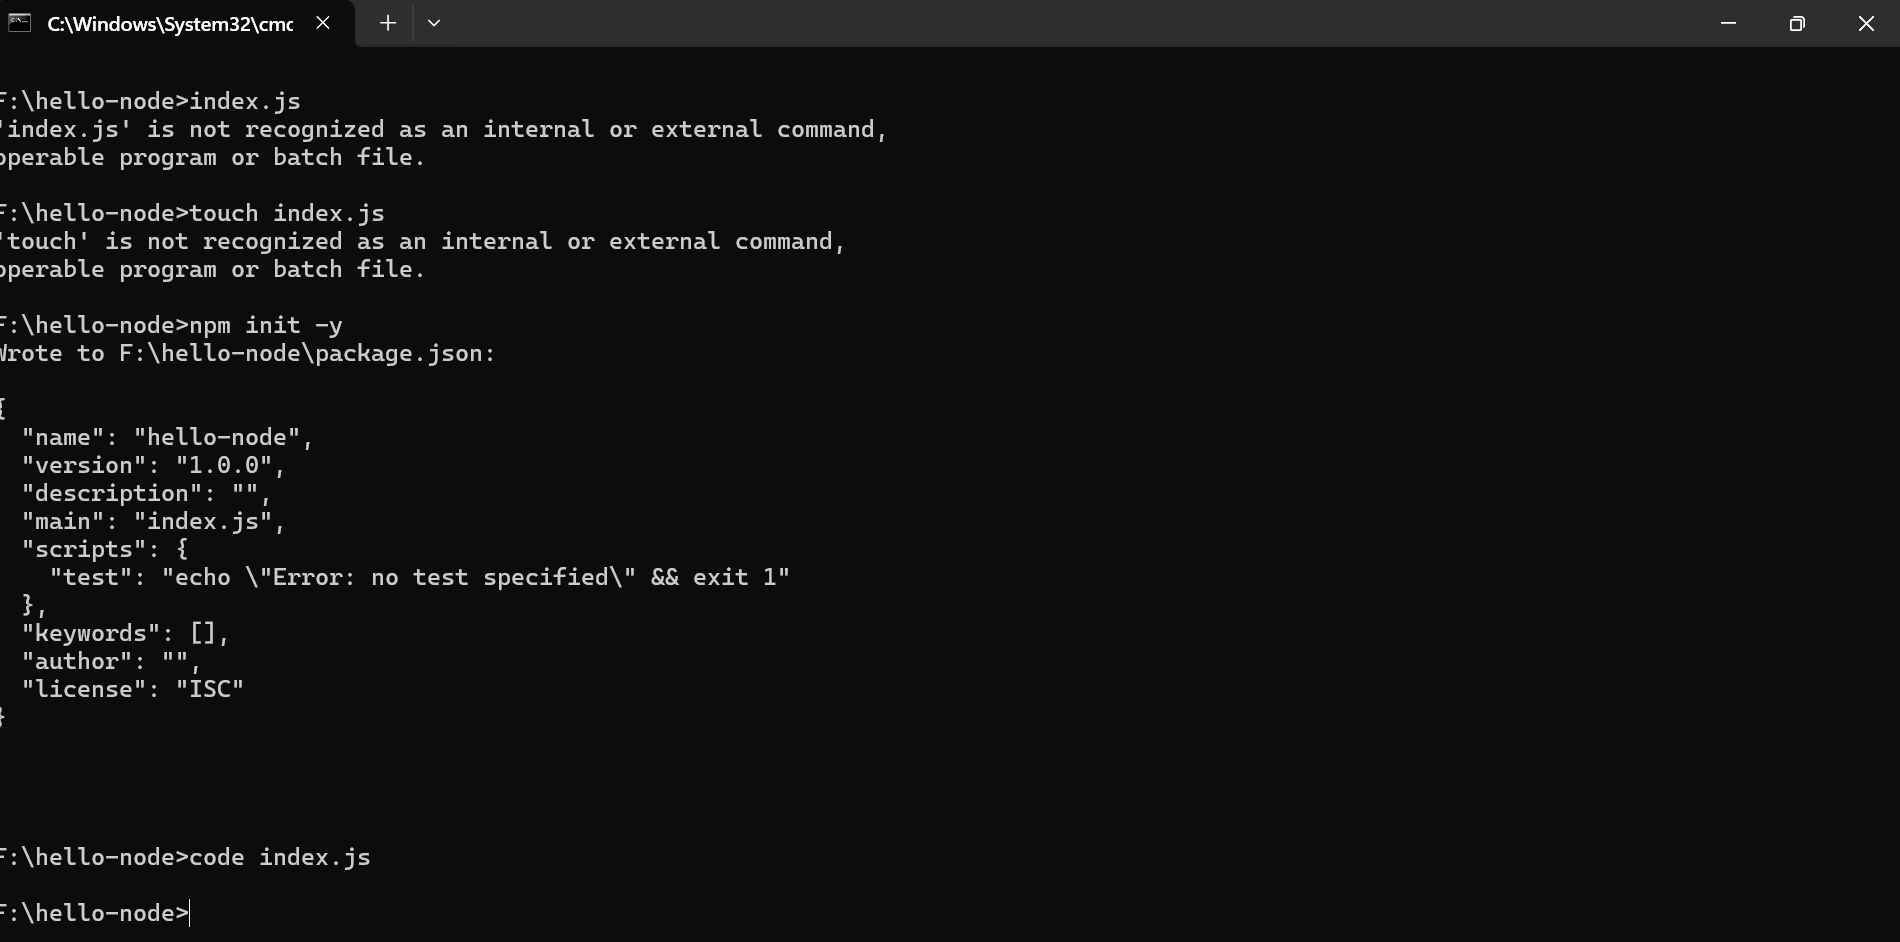 C:\Windows\System32\cmd
F:\hello-node>index.js
'index.js' is not recognized as an internal or external command,
operable program or batch file.
F:\hello-node>touch index.js
'touch' is not recognized as an internal or external command,
operable program or batch file.
F:\hello-node>npm init -y
Wrote to F:\hello-node\package.json:
{
  "name": "hello-node",
  "version": "1.0.0",
  "description": "",
  "main": "index.js",
  "scripts": {
    "test": "echo \"Error: no test specified\" && exit 1"
  },
  "keywords": [],
  "author": "",
  "license": "ISC"
}
F:\hello-node>code index.js
F:\hello-node>